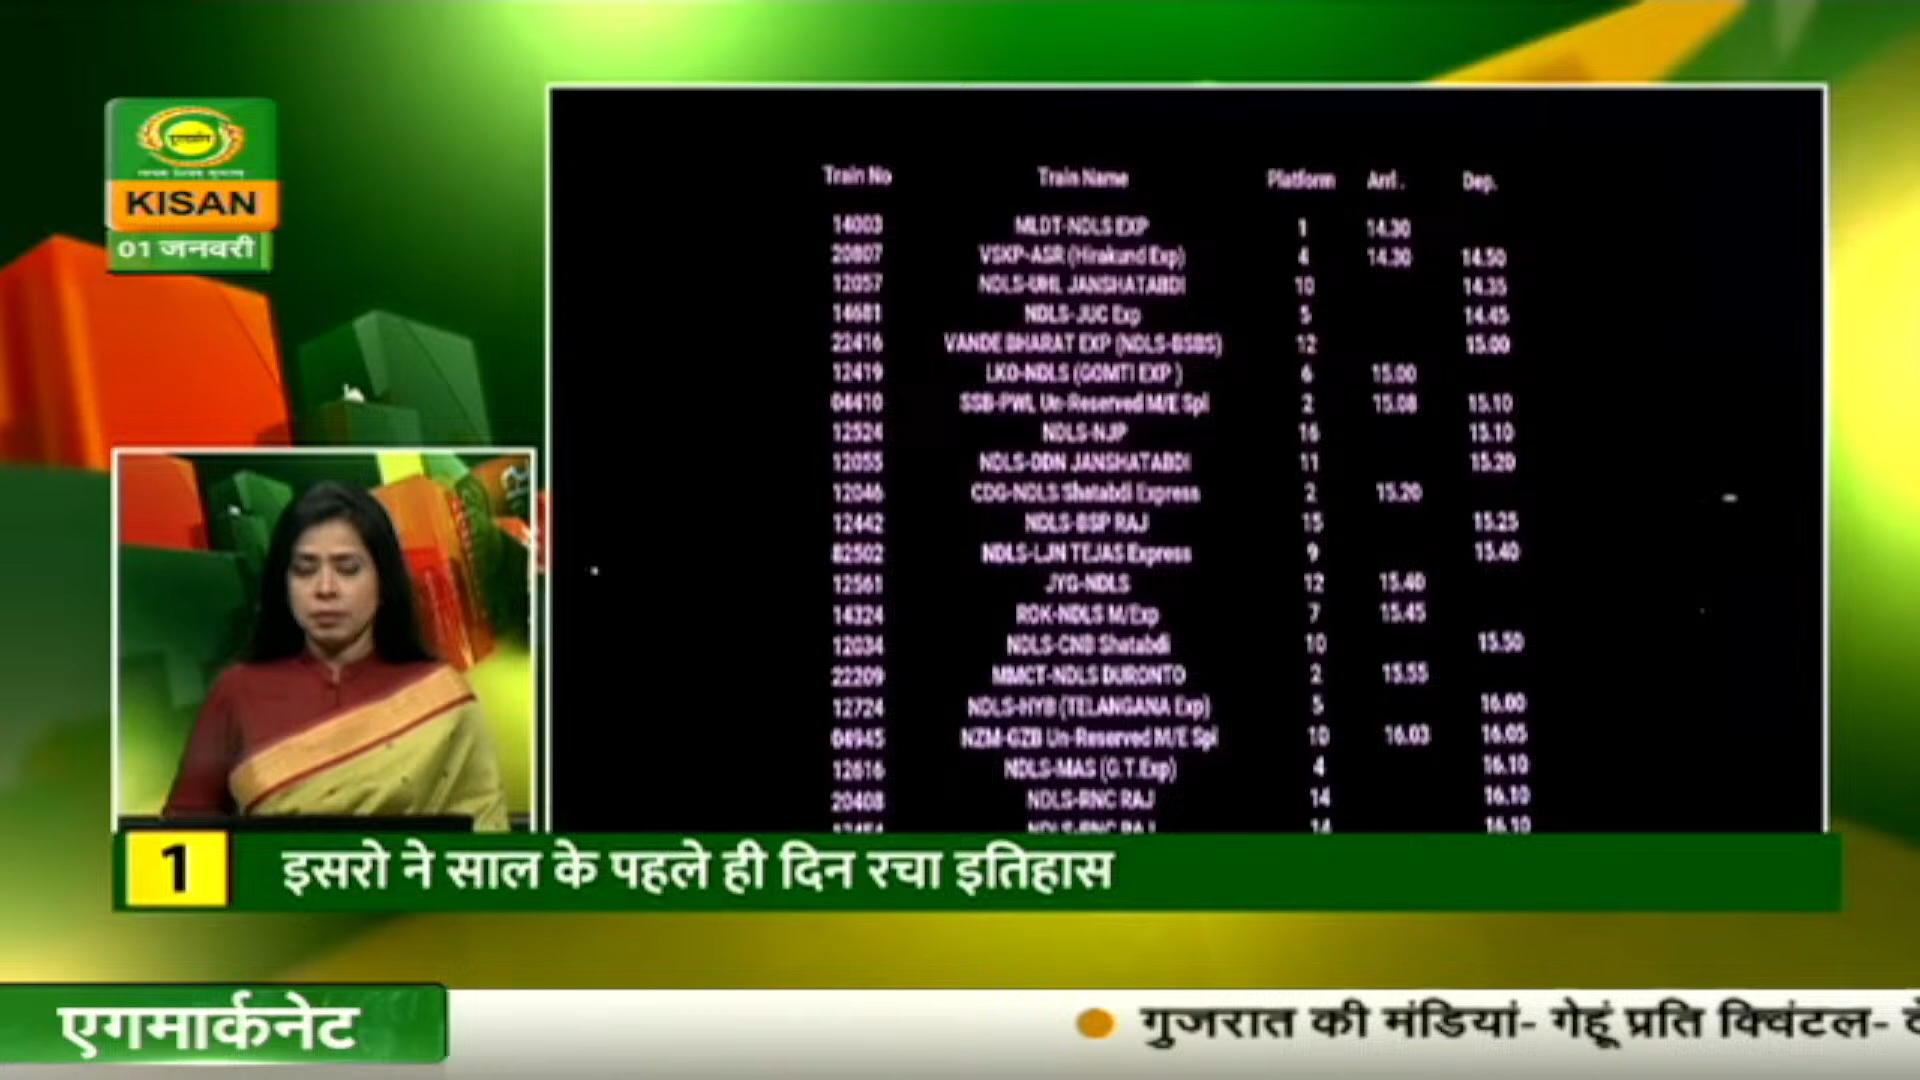 KISAN
01 जनवरी
Train No Train Name Platform Arrl. Dep.
14003 MLDT-NDLS EXP 1 14.30
20807 VSKP-ASR (Hirakund Exp) 4 14.30 14.50
12057 NDLS-UHL JANSHATABDI 10 14.35
14681 NDLS-JUC Exp 5 14.45
22416 VANDE BHARAT EXP (NDLS-BSBS) 12 15.00
12419 LKO-NDLS (GOMTI EXP ) 6 15.00
04410 SSB-PWL Un-Reserved M/E Spl 2 15.08 15.10
12524 NDLS-NJP 16 15.10
12055 NDLS-DDN JANSHATABDI 11 15.20
12046 CDG-NDLS Shatabdi Express 2 15.20
12442 NDLS-BSP RAJ 15 15.25
82502 NDLS-LJN TEJAS Express 9 15.40
12561 JYG-NDLS 12 15.40
14324 ROK-NDLS M/Exp 7 15.45
12034 NDLS-CNB Shatabdi 10 15.50
22209 MMCT-NDLS DURONTO 2 15.55
12724 NDLS-HYB (TELANGANA Exp) 5 16.00
04945 NZM-GZB Un-Reserved M/E Spl 10 16.03 16.05
12616 NDLS-MAS (G.T.Exp) 4 16.10
20408 NDLS-RNC RAJ 14 16.10
12454 NDLS-RNC RAJ 14 16.10
1 इसरो ने साल के पहले ही दिन रचा इतिहास
एगमार्कनेट
गुजरात की मंडियां- गेहूं प्रति क्विंटल-